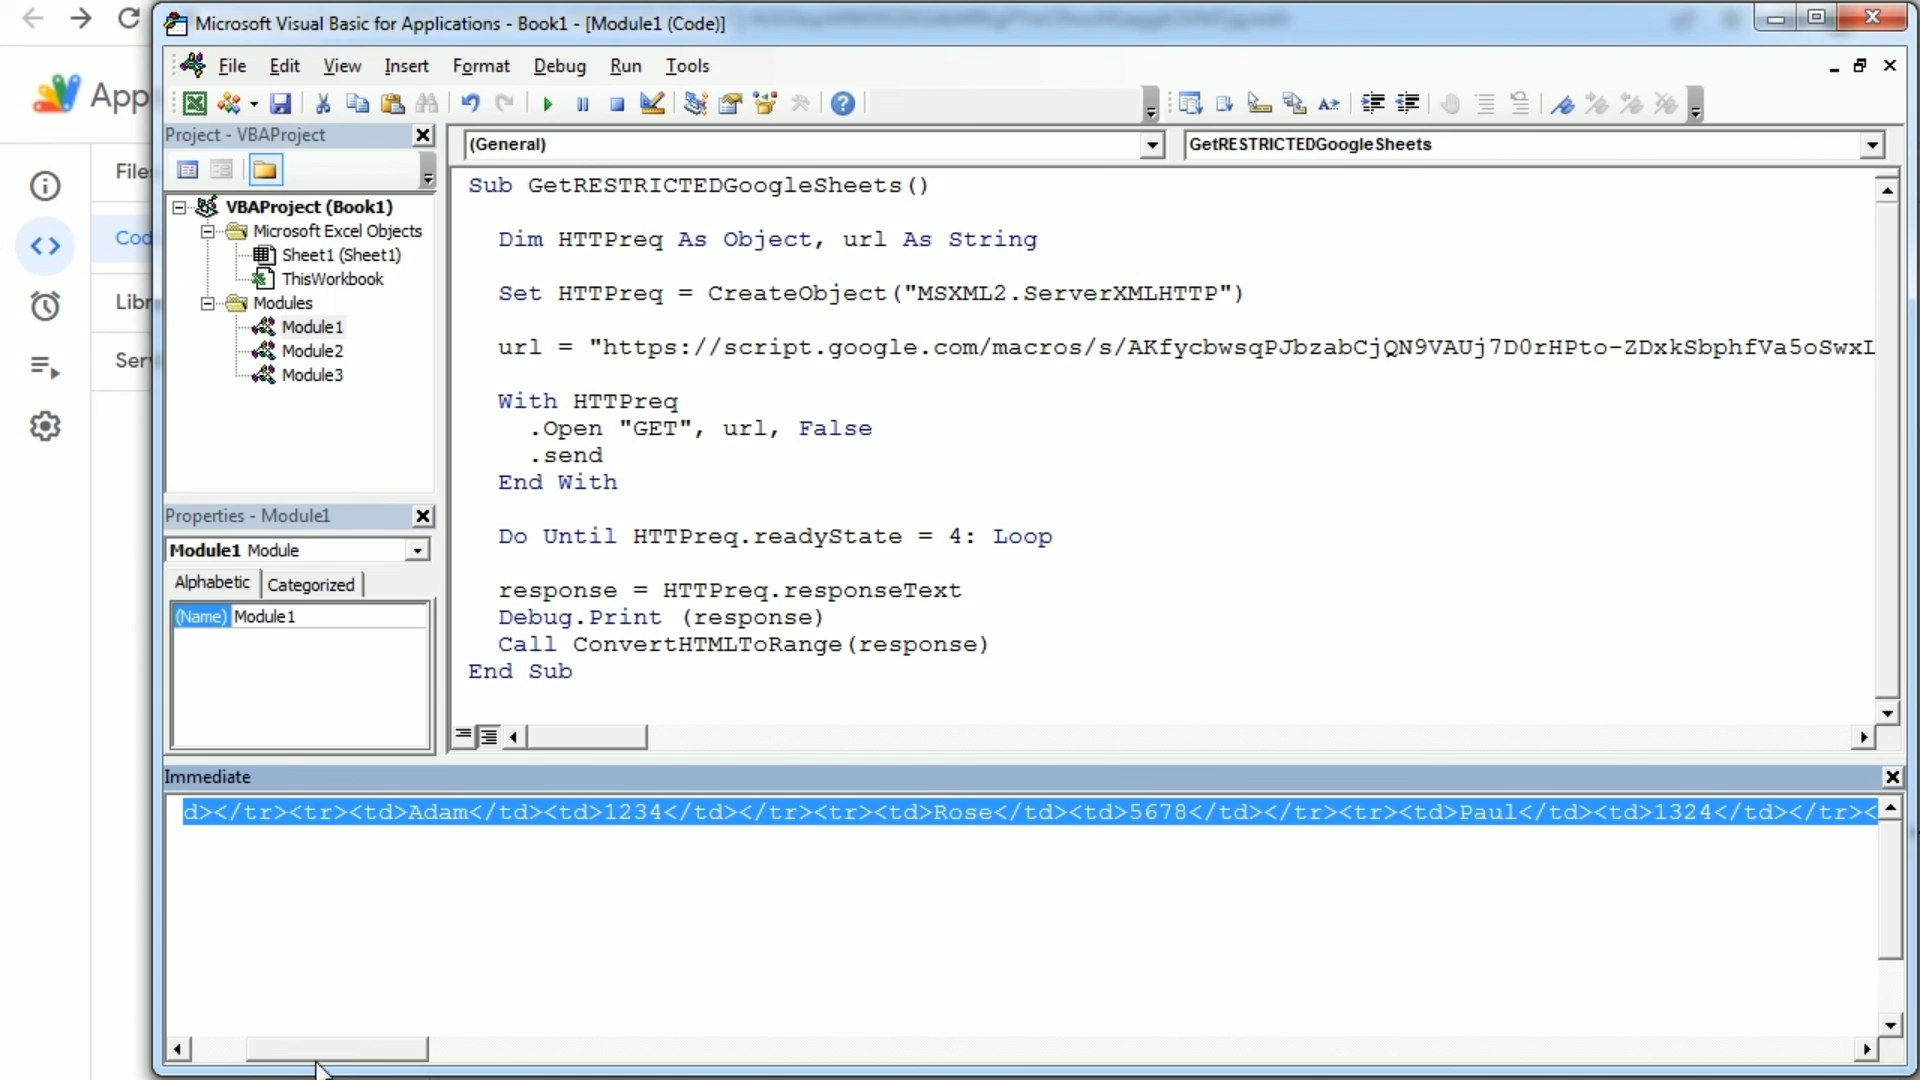 Microsoft Visual Basic for Applications - Book1 - [Module1 (Code)]
File Edit View Insert Format Debug Run Tools
App
Project - VBAProject
(General)
GetRESTRICTEDGoogleSheets
File
Cod
Libr
Serv
VBAProject (Book1)
Microsoft Excel Objects
Sheet1 (Sheet1)
ThisWorkbook
Modules
Module1
Module2
Module3
Sub GetRESTRICTEDGoogleSheets()
Dim HTTPreq As Object, url As String
Set HTTPreq = CreateObject("MSXML2.ServerXMLHTTP")
url = "https://script.google.com/macros/s/AKfycbwsqPJbzabCjQN9VAUj7D0rHPto-ZDxkSbphfVa5oSwxL
With HTTPreq
.Open "GET", url, False
.send
End With
Do Until HTTPreq.readyState = 4: Loop
response = HTTPreq.responseText
Debug.Print (response)
Call ConvertHTMLToRange(response)
End Sub
Properties - Module1
Module1 Module
Alphabetic Categorized
(Name) Module1
Immediate
d></tr><tr><td>Adam</td><td>1234</td></tr><tr><td>Rose</td><td>5678</td></tr><tr><td>Paul</td><td>1324</td></tr><